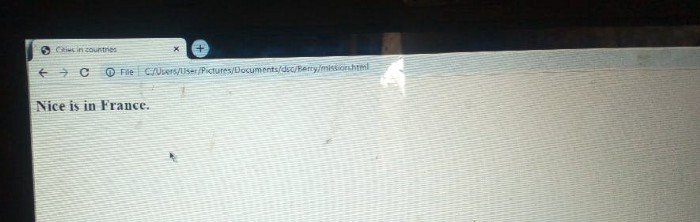 Cities in countries
File C:/Users/User/Pictures/Documents/dsc/Berry/mission.html
Nice is in France.